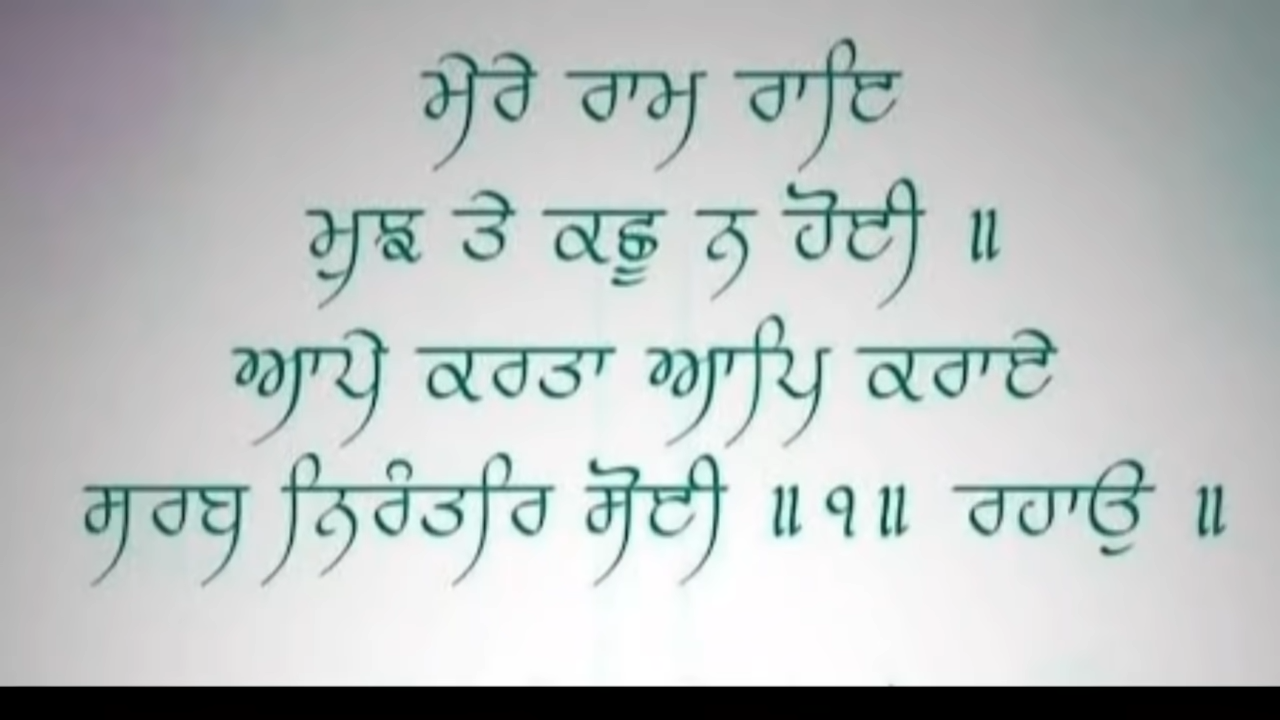 ਮੇਰੇ ਰਾਮ ਰਾਇ
ਮੁਝ ਤੇ ਕਛੂ ਨ ਹੋਈ ॥
ਆਪੇ ਕਰਤਾ ਆਪਿ ਕਰਾਏ
ਸਰਬ ਨਿਰੰਤਰਿ ਸੋਈ ॥੧॥ ਰਹਾਉ ॥